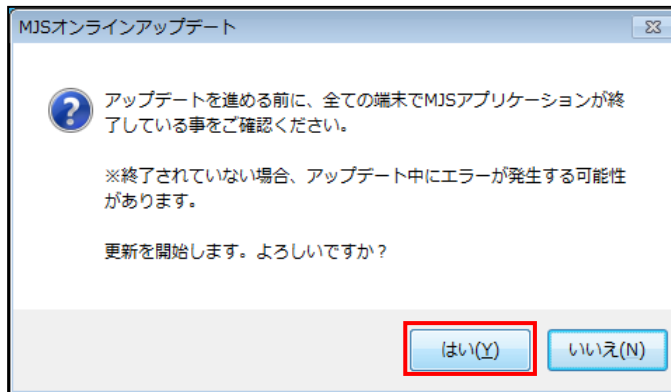 MJSオンラインアップデート
アップデートを進める前に、全ての端末でMJSアプリケーションが終
了している事をご確認ください。
※終了されていない場合、アップデート中にエラーが発生する可能性
があります。
更新を開始します。よろしいですか？
はい(Y)
いいえ(N)